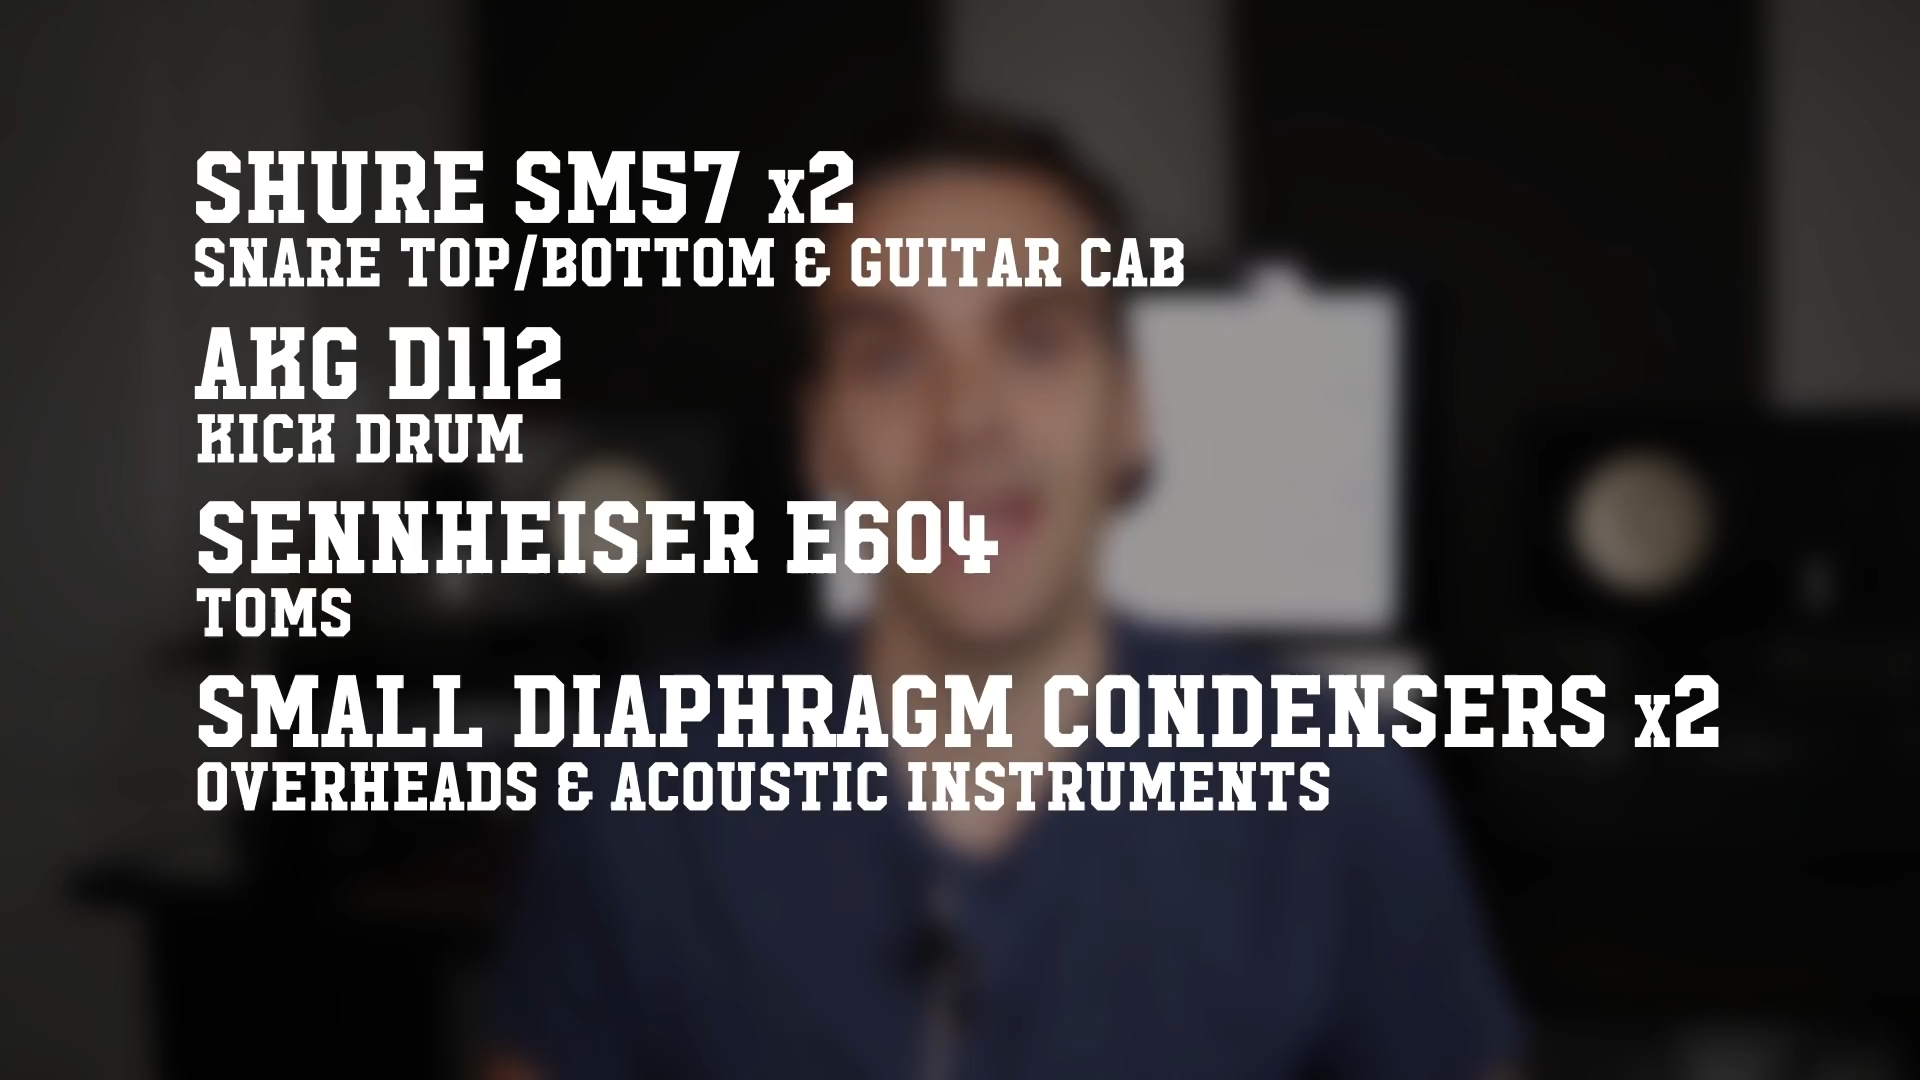 SHURE SM57 x2
SNARE TOP/BOTTOM & GUITAR CAB
AKG D112
KICK DRUM
SENNHEISER E604
TOMS
SMALL DIAPHRAGM CONDENSERS x2
OVERHEADS & ACOUSTIC INSTRUMENTS